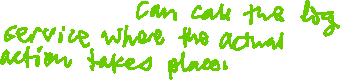 Can call the log
service where the actual
action takes place.